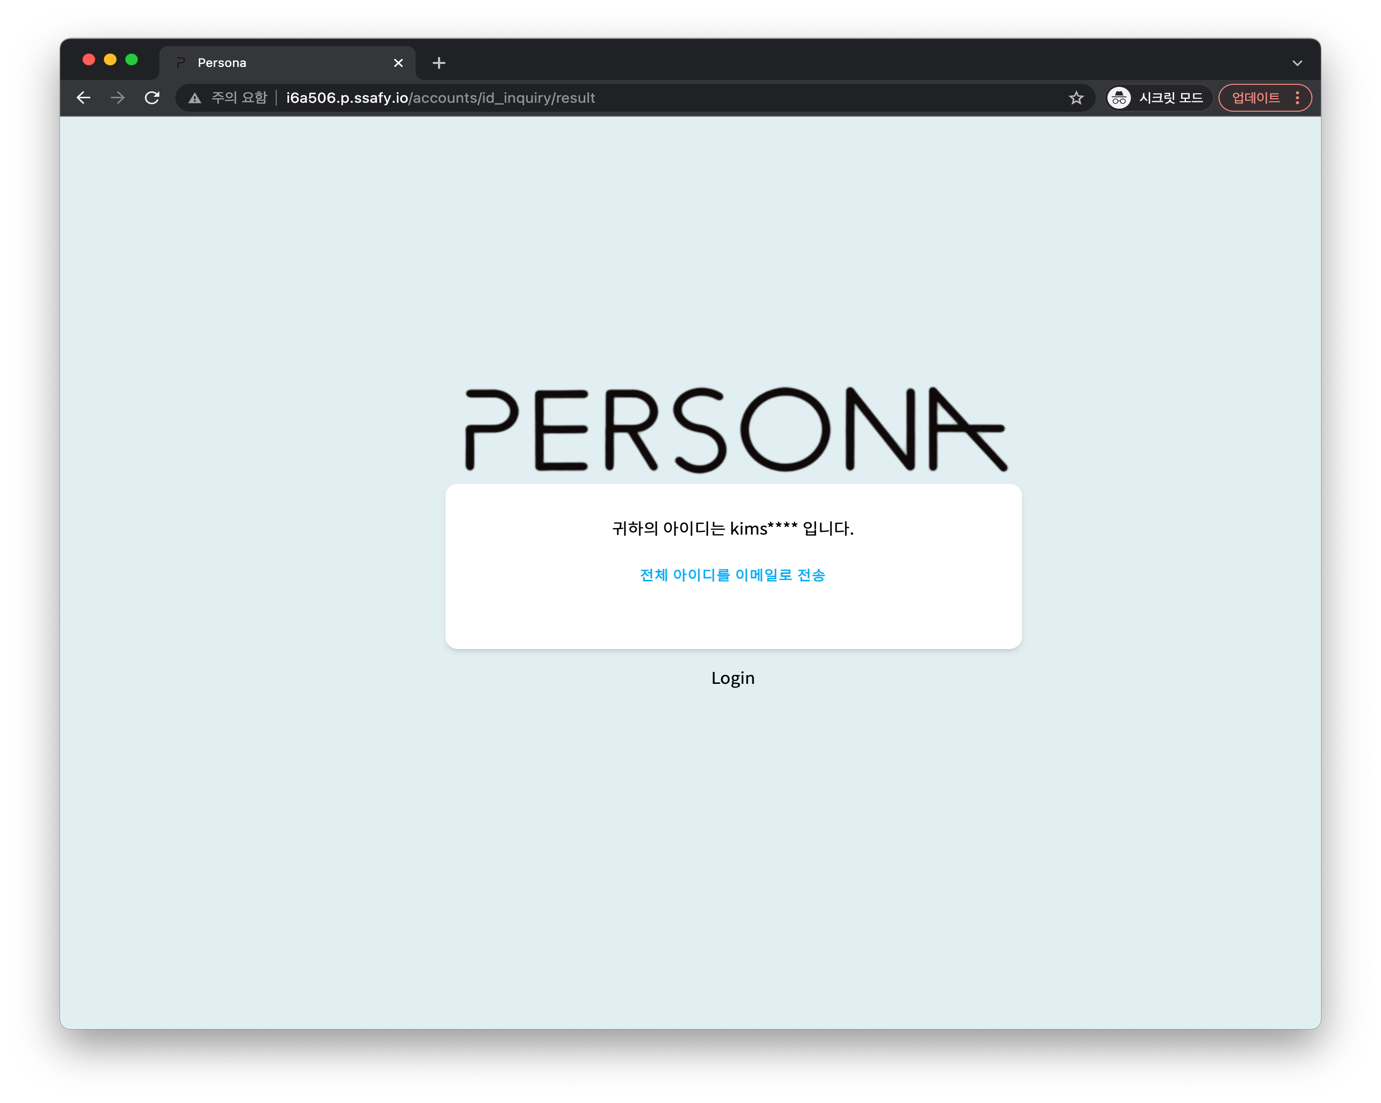 Persona
주의 요함 i6a506.p.ssafy.io/accounts/id_inquiry/result 시크릿 모드 업데이트
PERSONA
귀하의 아이디는 kims**** 입니다.
전체 아이디를 이메일로 전송
Login